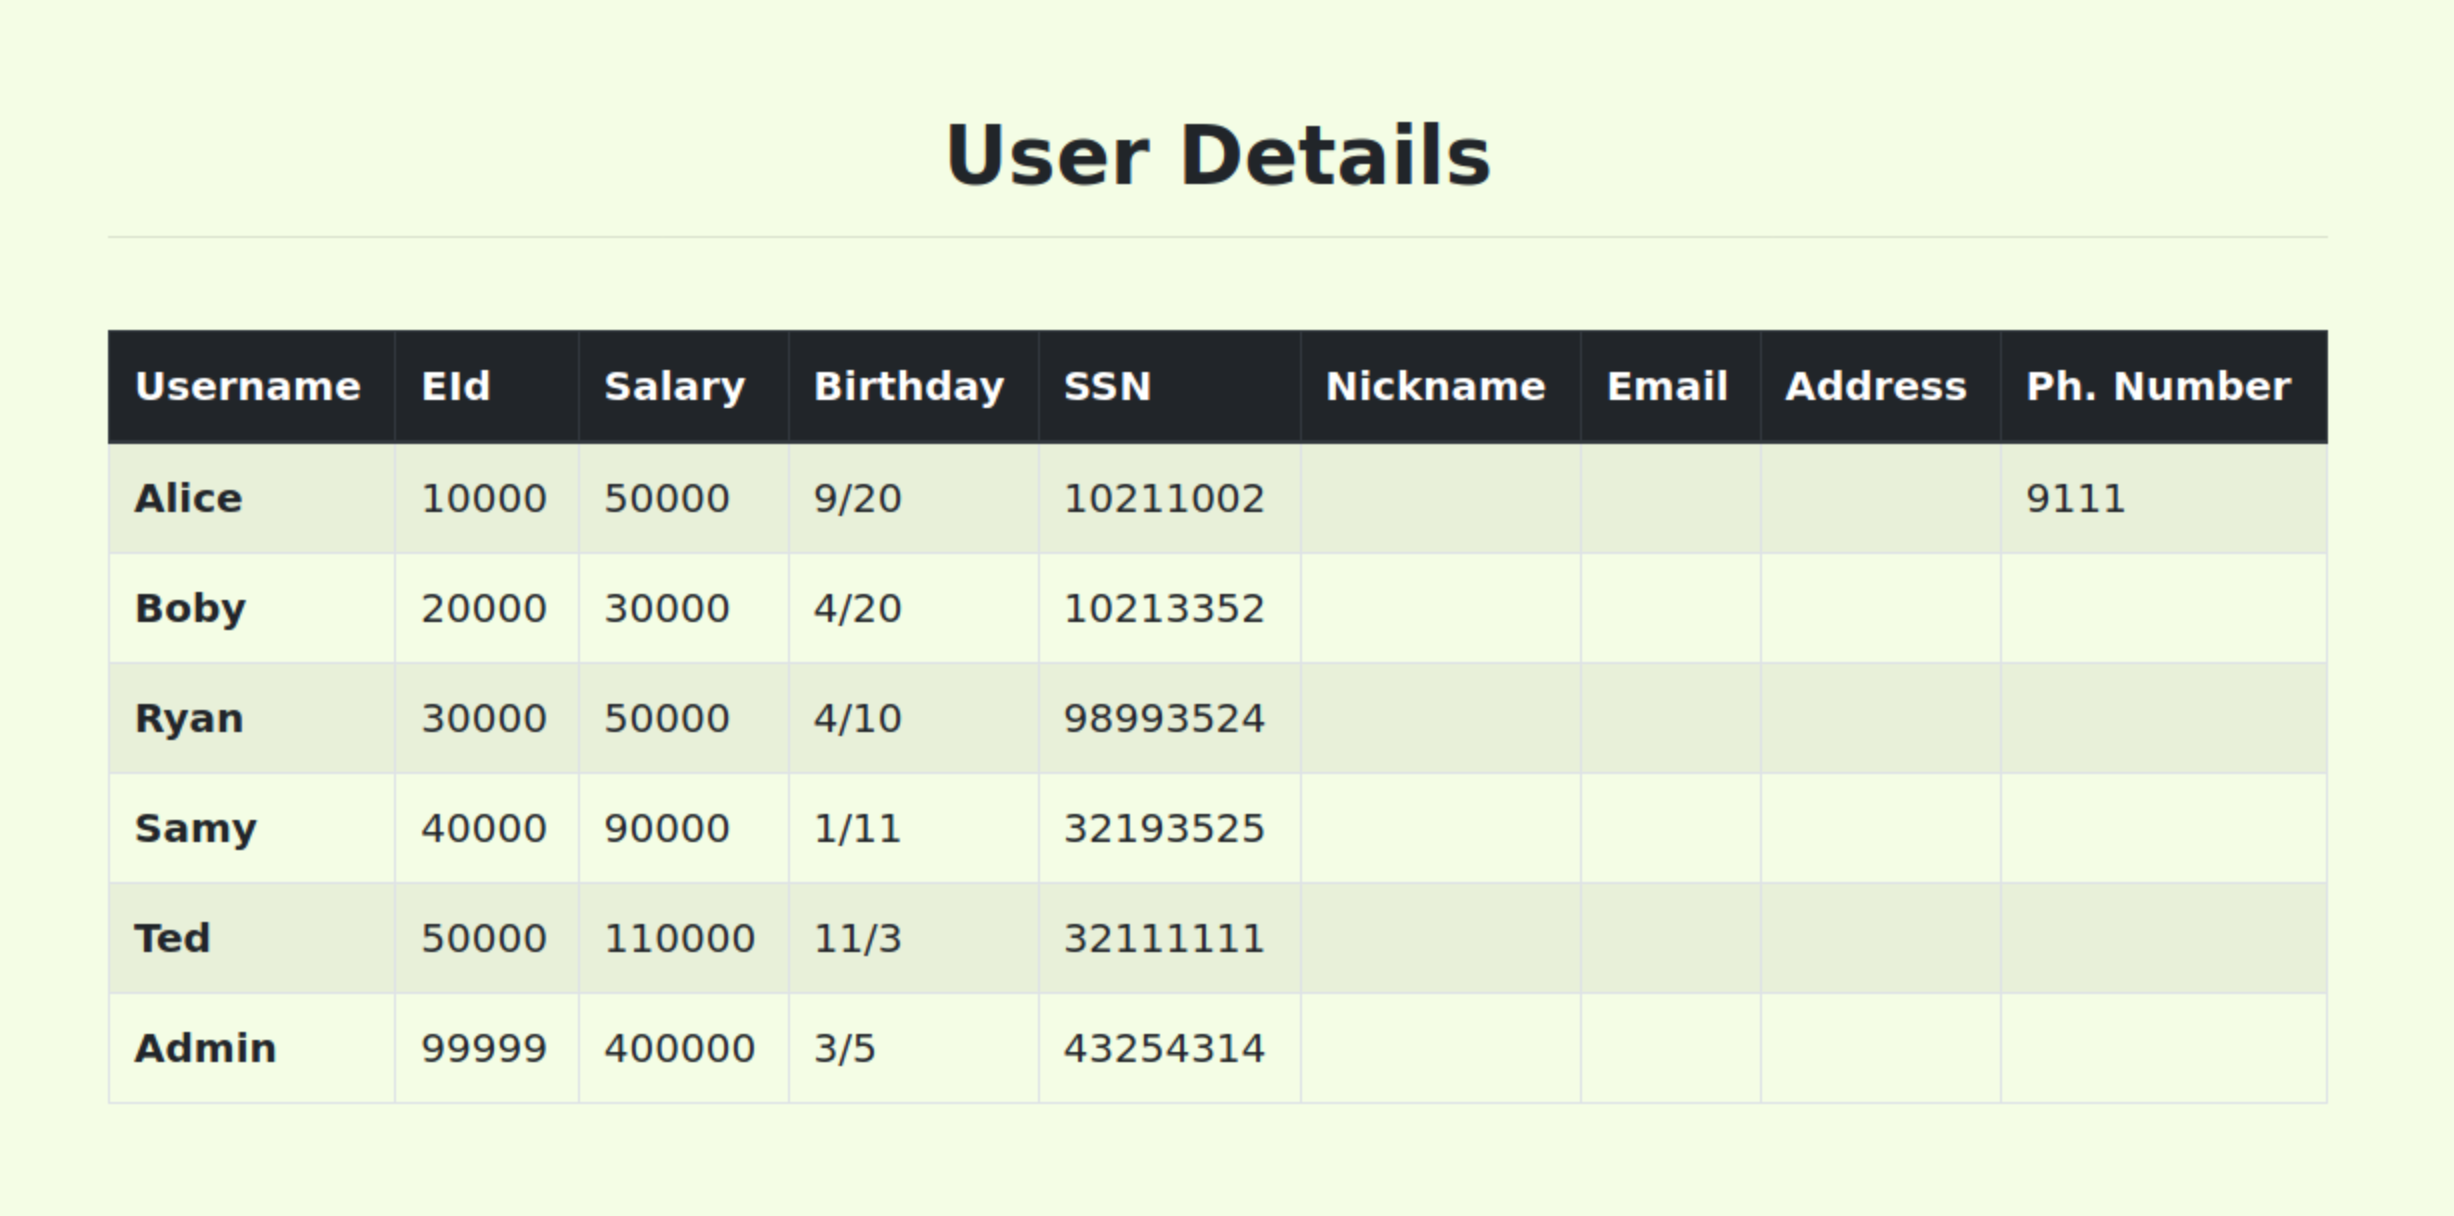 User Details
Username EId Salary Birthday SSN Nickname Email Address Ph. Number
Alice 10000 50000 9/20 10211002 9111
Boby 20000 30000 4/20 10213352
Ryan 30000 50000 4/10 98993524
Samy 40000 90000 1/11 32193525
Ted 50000 110000 11/3 32111111
Admin 99999 400000 3/5 43254314